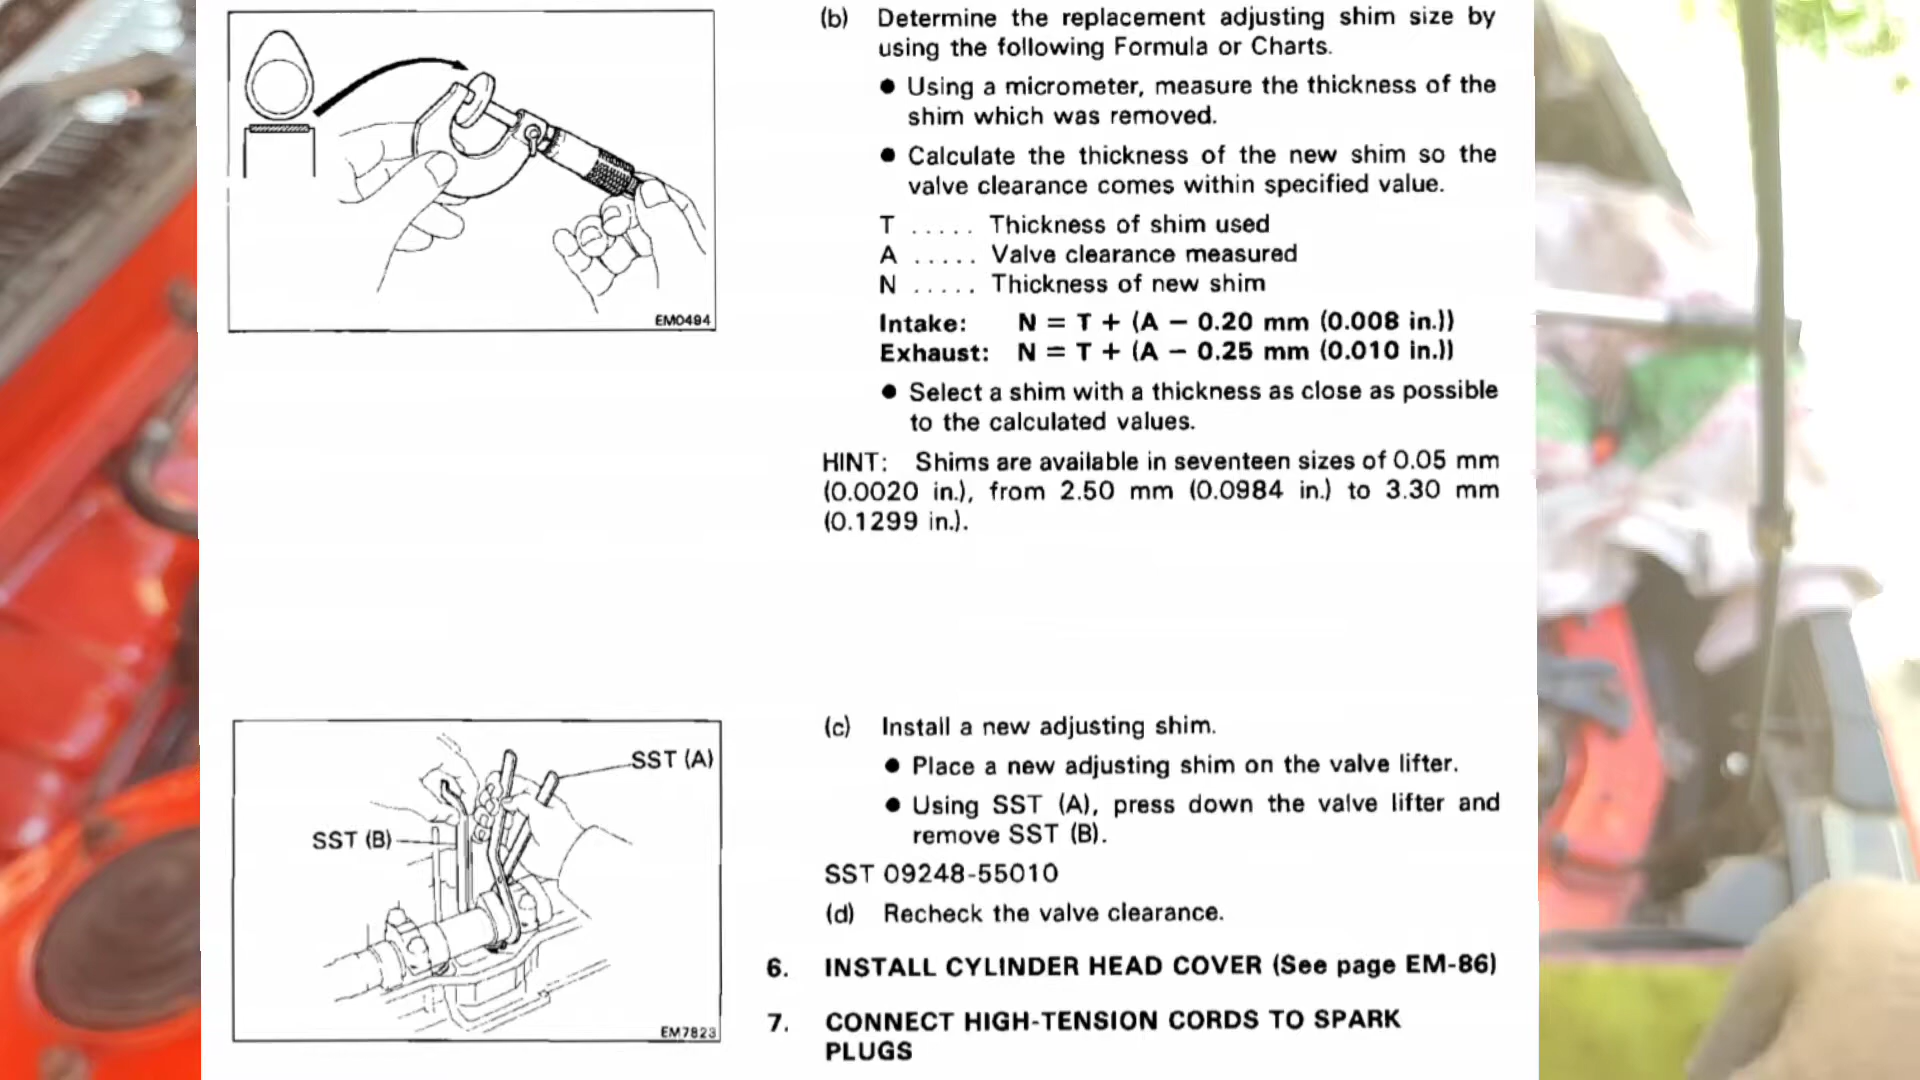 (b) Determine the replacement adjusting shim size by
using the following Formula or Charts.
● Using a micrometer, measure the thickness of the
shim which was removed.
● Calculate the thickness of the new shim so the
valve clearance comes within specified value.
T ..... Thickness of shim used
A ..... Valve clearance measured
N ..... Thickness of new shim
EM0494
Intake: N = T + (A − 0.20 mm (0.008 in.))
Exhaust: N = T + (A − 0.25 mm (0.010 in.))
● Select a shim with a thickness as close as possible
to the calculated values.
HINT: Shims are available in seventeen sizes of 0.05 mm
(0.0020 in.), from 2.50 mm (0.0984 in.) to 3.30 mm
(0.1299 in.).
SST (A)
SST (B)
EM7823
(c) Install a new adjusting shim.
● Place a new adjusting shim on the valve lifter.
● Using SST (A), press down the valve lifter and
remove SST (B).
SST 09248-55010
(d) Recheck the valve clearance.
6. INSTALL CYLINDER HEAD COVER (See page EM-86)
7. CONNECT HIGH-TENSION CORDS TO SPARK
PLUGS